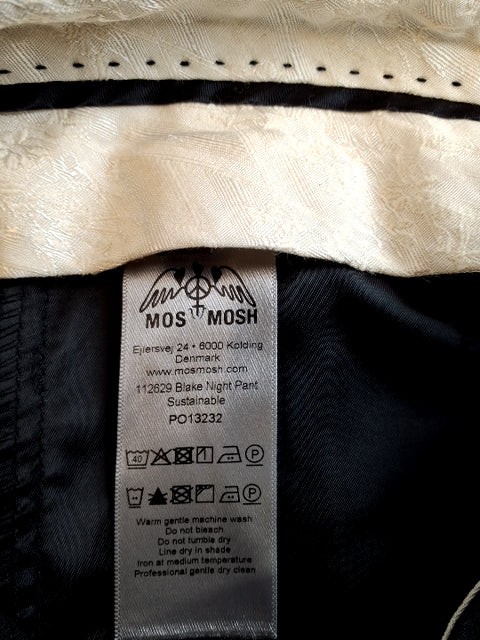 MOS MOSH
Ejlersvej 24 • 6000 Kolding
Denmark
www.mosmosh.com
112629 Blake Night Pant
Sustainable
PO13232
40 P
P
Warm gentle machine wash
Do not bleach
Do not tumble dry
Line dry in shade
Iron at medium temperature
Professional gentle dry clean